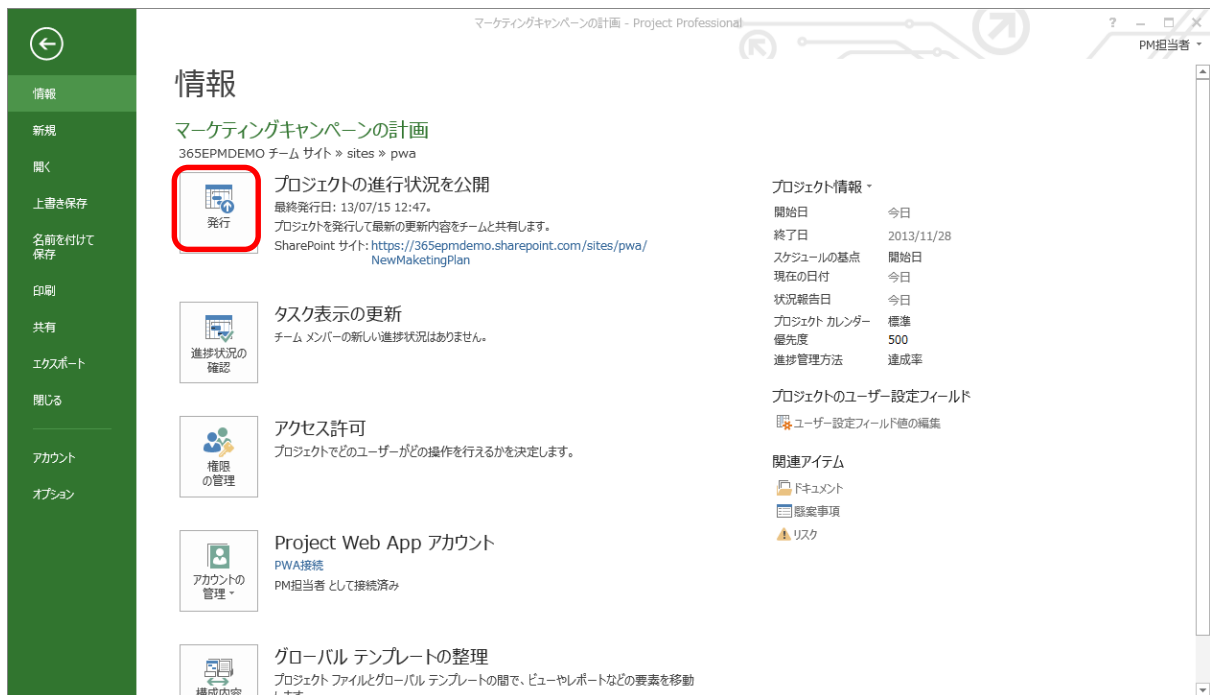 マーケティングキャンペーンの計画 - Project Professional
?
PM担当者
情報
新規
開く
上書き保存
名前を付けて
保存
印刷
共有
エクスポート
閉じる
アカウント
オプション
情報
マーケティングキャンペーンの計画
365EPMDEMO チーム サイト » sites » pwa
発行
プロジェクトの進行状況を公開
最終発行日: 13/07/15 12:47。
プロジェクトを発行して最新の更新内容をチームと共有します。
SharePoint サイト: https://365epmdemo.sharepoint.com/sites/pwa/
NewMaketingPlan
進捗状況の
確認
タスク表示の更新
チーム メンバーの新しい進捗状況はありません。
権限
の管理
アクセス許可
プロジェクトでどのユーザーがどの操作を行えるかを決定します。
アカウントの
管理
Project Web App アカウント
PWA接続
PM担当者 として接続済み
構成内容
グローバル テンプレートの整理
プロジェクト ファイルとグローバル テンプレートの間で、ビューやレポートなどの要素を移動
します。
プロジェクト情報
開始日 今日
終了日 2013/11/28
スケジュールの基点 開始日
現在の日付 今日
状況報告日 今日
プロジェクト カレンダー 標準
優先度 500
進捗管理方法 達成率
プロジェクトのユーザー設定フィールド
ユーザー設定フィールド値の編集
関連アイテム
ドキュメント
懸案事項
リスク